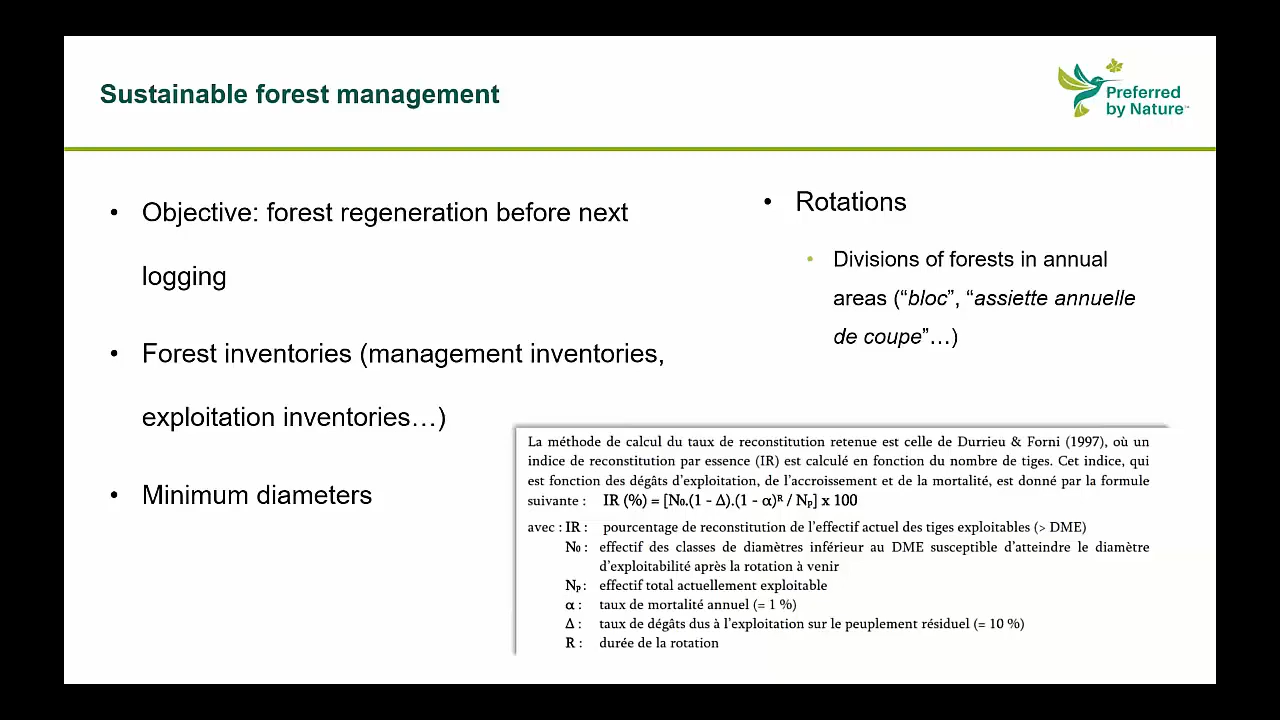 Sustainable forest management
Preferred
by Nature™
• Objective: forest regeneration before next
logging
• Forest inventories (management inventories,
exploitation inventories…)
• Minimum diameters
• Rotations
• Divisions of forests in annual
areas (“bloc”, “assiette annuelle
de coupe”…)
La méthode de calcul du taux de reconstitution retenue est celle de Durrieu & Forni (1997), où un
indice de reconstitution par essence (IR) est calculé en fonction du nombre de tiges. Cet indice, qui
est fonction des dégâts d’exploitation, de l’accroissement et de la mortalité, est donné par la formule
suivante : IR (%) = [N₀.(1 - Δ).(1 - α)ᴿ / Nₚ] x 100
avec : IR : pourcentage de reconstitution de l’effectif actuel des tiges exploitables (> DME)
N₀ : effectif des classes de diamètres inférieur au DME susceptible d’atteindre le diamètre
d’exploitabilité après la rotation à venir
Nₚ : effectif total actuellement exploitable
α : taux de mortalité annuel (= 1 %)
Δ : taux de dégâts dus à l’exploitation sur le peuplement résiduel (= 10 %)
R : durée de la rotation